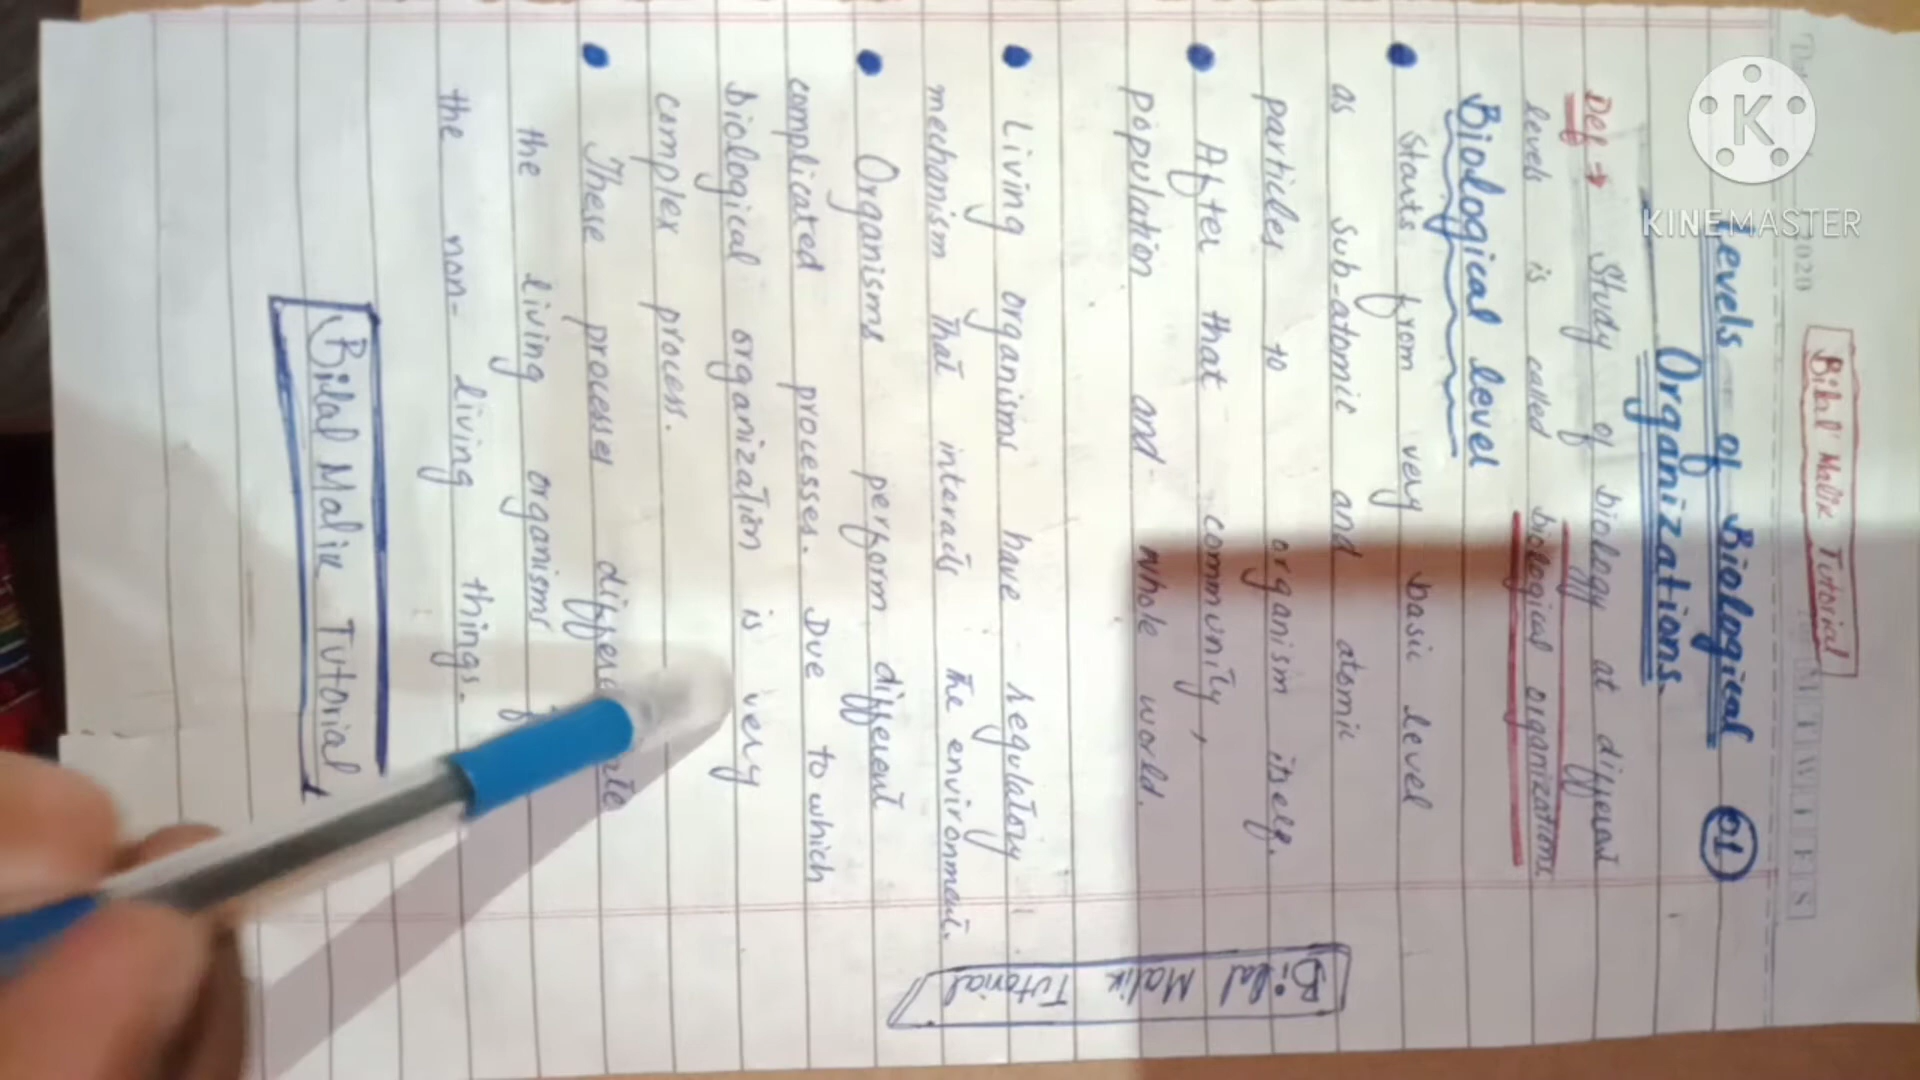 Bilal Malik Tutorial
2020
M T W T F S
Levels of Biological 01
Organizations.
Def → Study of biology at different
levels is called biological organizations
Biological level
Starts from very basic level
as sub-atomic and atomic
particles to organism itself.
After that community,
population and whole world.
Living organisms have regulatory
mechanism that interacts the environment.
Organisms perform different
complicated processes. Due to which
biological organization is very
complex process.
These processes
the living organisms
the non-living things.
Bilal Malik Tutorial
Bilal Malik Tutorial
K
KINEMASTER